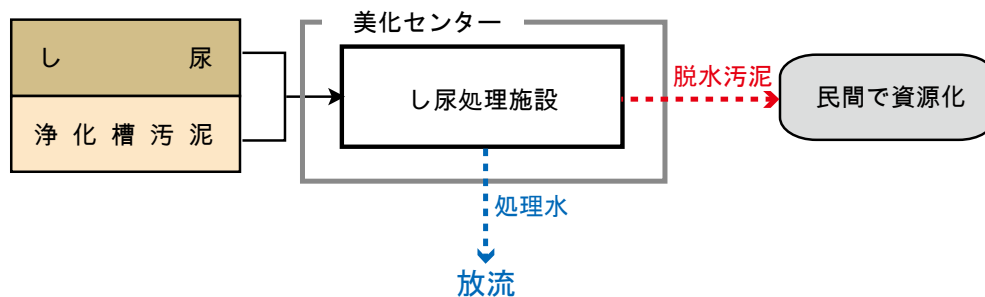 美化センター
し尿
浄化槽汚泥
し尿処理施設
脱水汚泥
民間で資源化
処理水
放流